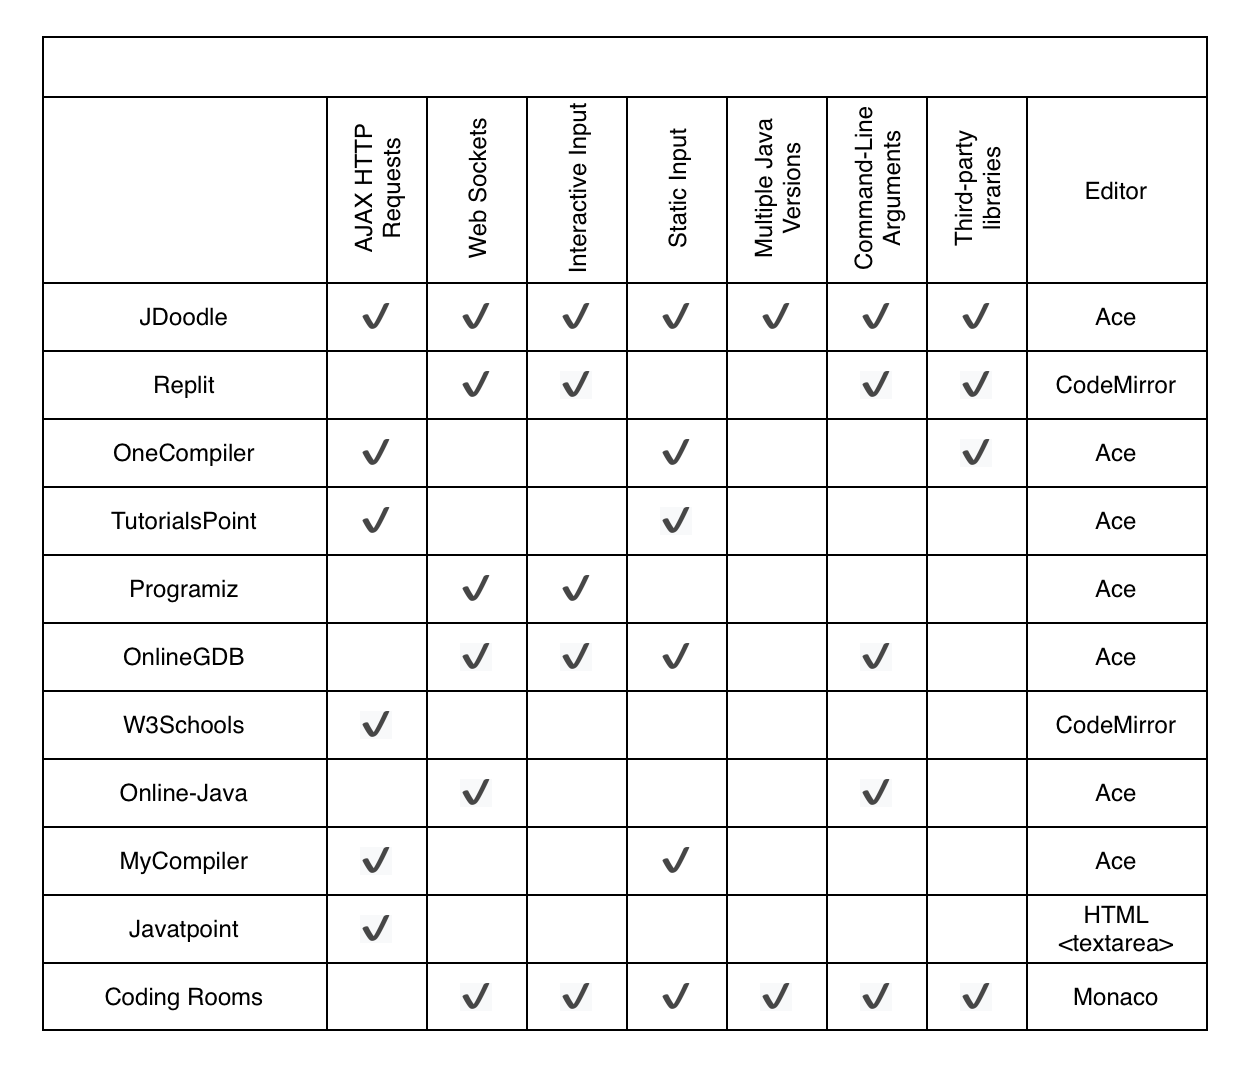 AJAX HTTP
Requests
Web Sockets
Interactive Input
Static Input
Multiple Java
Versions
Command-Line
Arguments
Third-party
libraries
Editor
JDoodle ✔ ✔ ✔ ✔ ✔ ✔ ✔ Ace
Replit ✔ ✔ ✔ ✔ CodeMirror
OneCompiler ✔ ✔ ✔ Ace
TutorialsPoint ✔ ✔ Ace
Programiz ✔ ✔ Ace
OnlineGDB ✔ ✔ ✔ ✔ Ace
W3Schools ✔ CodeMirror
Online-Java ✔ ✔ Ace
MyCompiler ✔ ✔ Ace
Javatpoint ✔ HTML
<textarea>
Coding Rooms ✔ ✔ ✔ ✔ ✔ ✔ Monaco